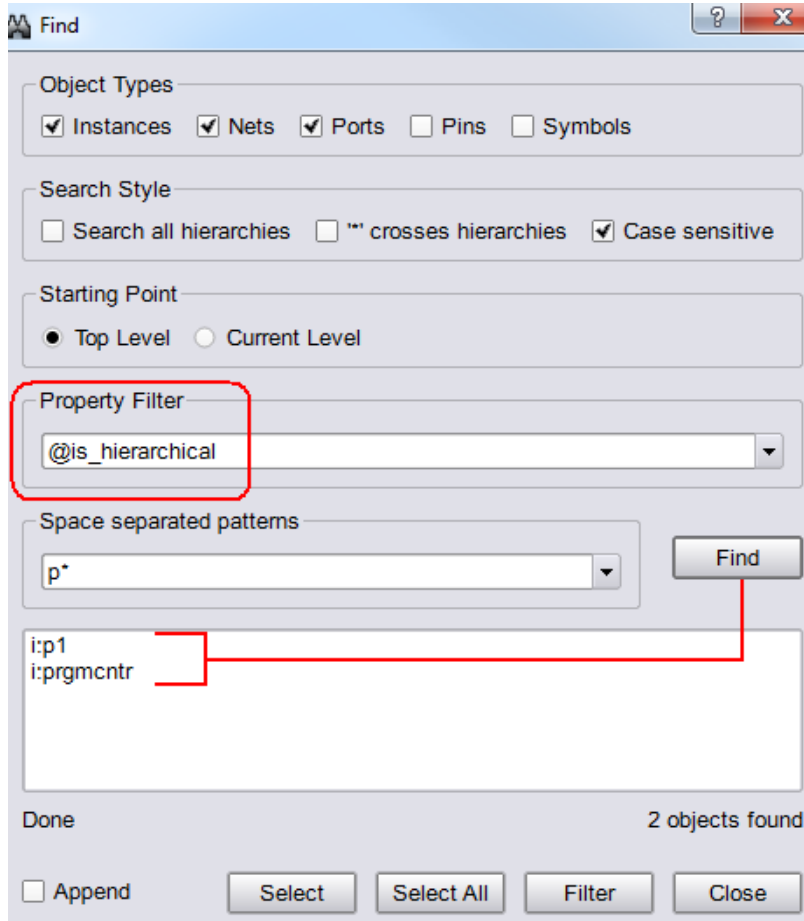 Find
?
X
Object Types
Instances Nets Ports Pins Symbols
Search Style
Search all hierarchies '*' crosses hierarchies Case sensitive
Starting Point
Top Level Current Level
Property Filter
@is_hierarchical
Space separated patterns
p*
Find
i:p1
i:prgmcntr
Done 2 objects found
Append Select Select All Filter Close